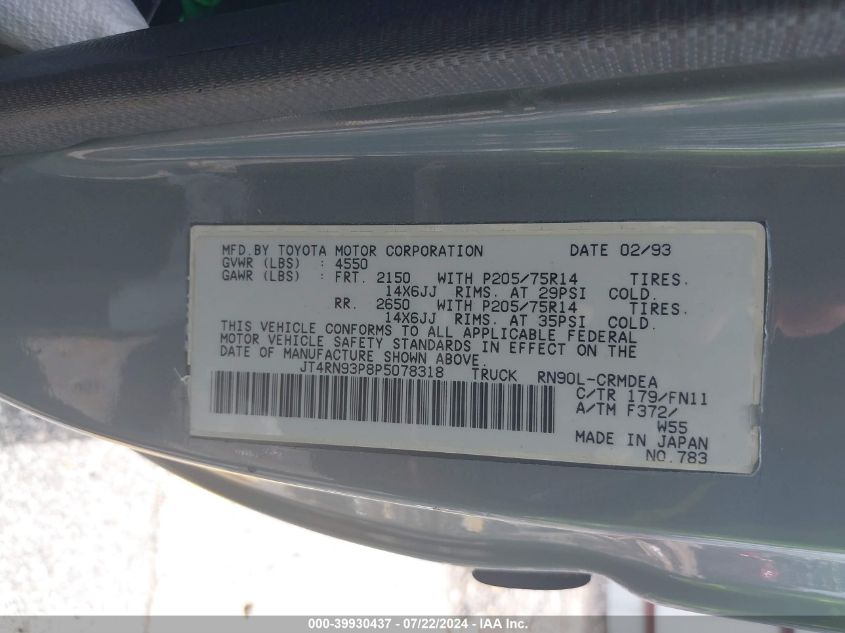 MFD.BY TOYOTA MOTOR CORPORATION DATE 02/93
GVWR (LBS) : 4550
GAWR (LBS) : FRT. 2150 WITH P205/75R14 TIRES.
14X6JJ RIMS. AT 29PSI COLD.
RR. 2650 WITH P205/75R14 TIRES.
14X6JJ RIMS. AT 35PSI COLD.
THIS VEHICLE CONFORMS TO ALL APPLICABLE FEDERAL
MOTOR VEHICLE SAFETY STANDARDS IN EFFECT ON THE
DATE OF MANUFACTURE SHOWN ABOVE.
JT4RN93P8P5078318 TRUCK RN90L-CRMDEA
C/TR 179/FN11
A/TM F372/
W55
MADE IN JAPAN
NO.783
000-39930437 - 07/22/2024 - IAA Inc.